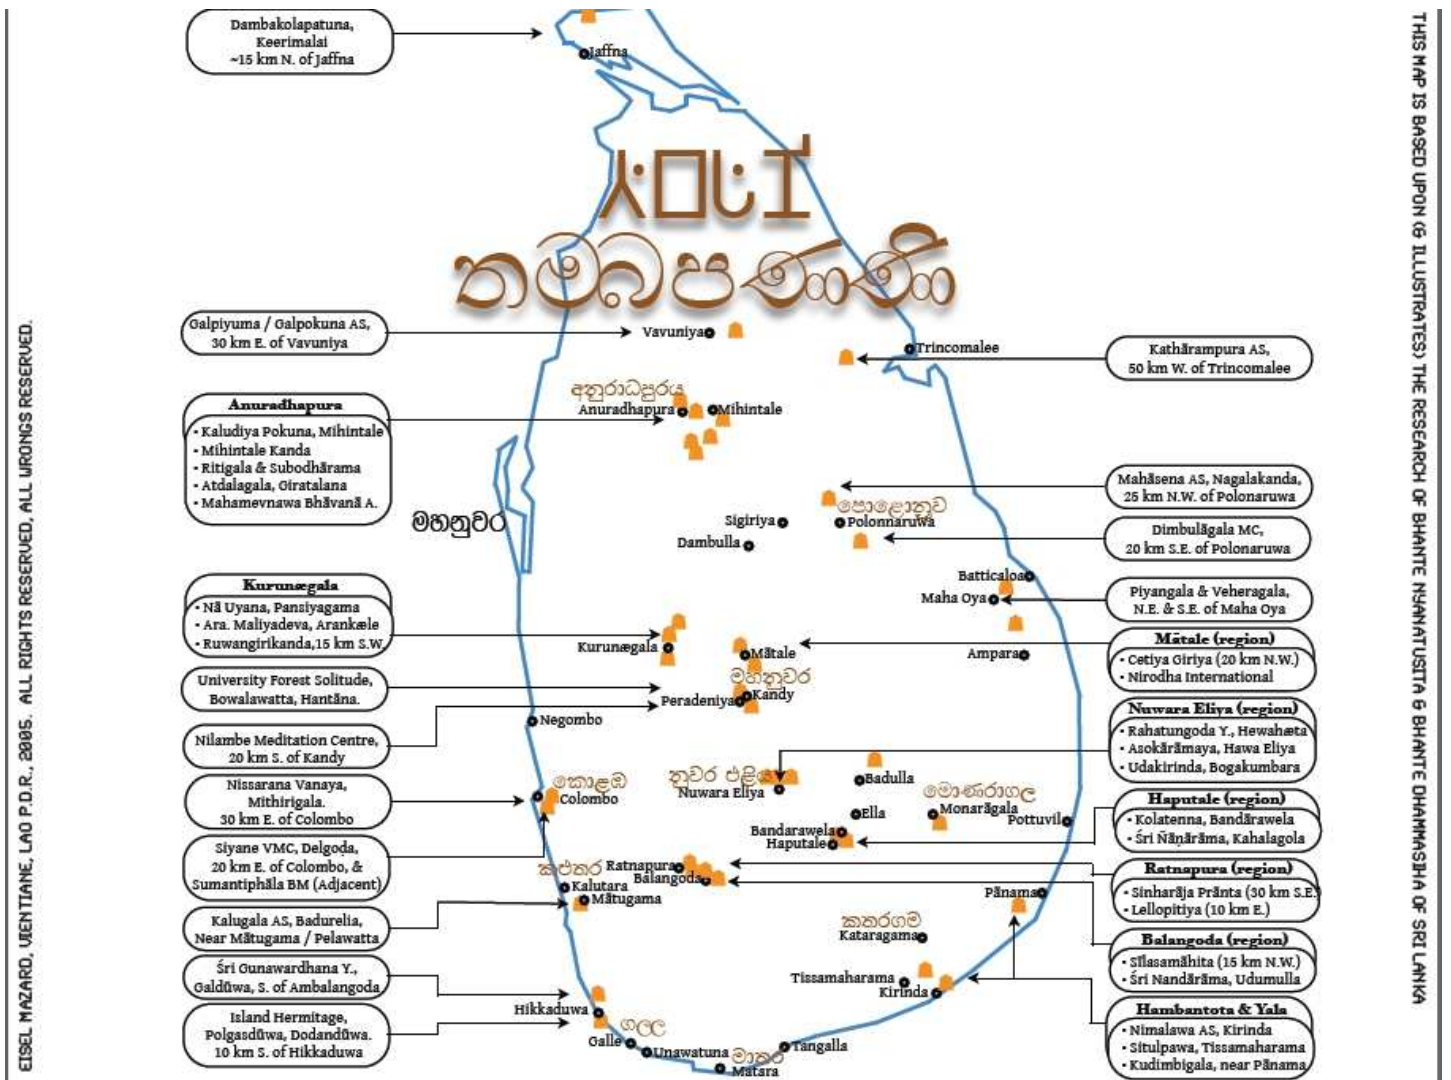 Dambakolapatuna,
Keerimalai
~15 km N. of Jaffna
Jaffna
𑀢𑀫𑁆𑀩𑀧
තමබපණණි
Galpiyuma / Galpokuna AS,
30 km E. of Vavuniya
Vavuniya
Trincomalee
Kathārampura AS,
50 km W. of Trincomalee
අනුරාධපුරය
Anuradhapura
Mihintale
Anuradhapura
• Kaludiya Pokuna, Mihintale
• Mihintale Kanda
• Ritigala & Subodhārama
• Atdalagala, Giratalana
• Mahamevnawa Bhāvanā A.
Mahāsena AS, Nagalakanda,
25 km N.W. of Polonaruwa
පොළොනුව
Polonnaruwa
Sigiriya
Dambulla
මහනුවර
Dimbulāgala MC,
20 km S.E. of Polonaruwa
Batticaloa
Maha Oya
Piyangala & Veheragala,
N.E. & S.E. of Maha Oya
Kurunægala
• Nā Uyana, Pansiyagama
• Ara. Maliyadeva, Arankæle
• Ruwangirikanda,15 km S.W.
Kurunægala
Mātale
Ampara
Mātale (region)
• Cetiya Giriya (20 km N.W.)
• Nirodha International
University Forest Solitude,
Bowalawatta, Hantāna.
මහනුවර
Kandy
Peradeniya
Negombo
Nuwara Eliya (region)
• Rahatungoda Y., Hewahæta
• Asokārāmaya, Hawa Eliya
• Udakirinda, Bogakumbara
Nilambe Meditation Centre,
20 km S. of Kandy
Nissarana Vanaya,
Mithirigala.
30 km E. of Colombo
කොළඹ
Colombo
නුවර එළිය
Nuwara Eliya
Badulla
Ella
මොණරාගල
Monarāgala
Pottuvil
Bandarawela
Haputale
Haputale (region)
• Kolatenna, Bandārawela
• Śri Ñāṇārāma, Kahalagola
Siyane VMC, Delgoḍa,
20 km E. of Colombo, &
Sumantiphāla BM (Adjacent)
කළුතර
Kalutara
Mātugama
Ratnapura
Balangoda
Ratnapura (region)
• Sinharāja Prānta (30 km S.E.)
• Lellopitiya (10 km E.)
Pānama
Kalugala AS, Badurelia,
Near Mātugama / Pelawatta
කතරගම
Kataragama
Balangoda (region)
• Sīlasamāhita (15 km N.W.)
• Śri Nandārāma, Udumulla
Śri Gunawardhana Y.,
Galdūwa, S. of Ambalangoda
Tissamaharama
Kirinda
Hambantota & Yala
• Nimalawa AS, Kirinda
• Situlpawa, Tissamaharama
• Kudimbigala, near Pānama
Island Hermitage,
Polgasdūwa, Dodandūwa.
10 km S. of Hikkaduwa
Hikkaduwa
ගලල
Galle
Unawatuna
මාතර
Matara
Tangalla
EISEL MAZARD, VIENTIANE, LAO P.D.R., 2005. ALL RIGHTS RESERVED, ALL WRONGS RESERVED.
THIS MAP IS BASED UPON (& ILLUSTRATES) THE RESEARCH OF BHANTE NYANATUSITA & BHANTE DHAMMASIHA OF SRI LANKA